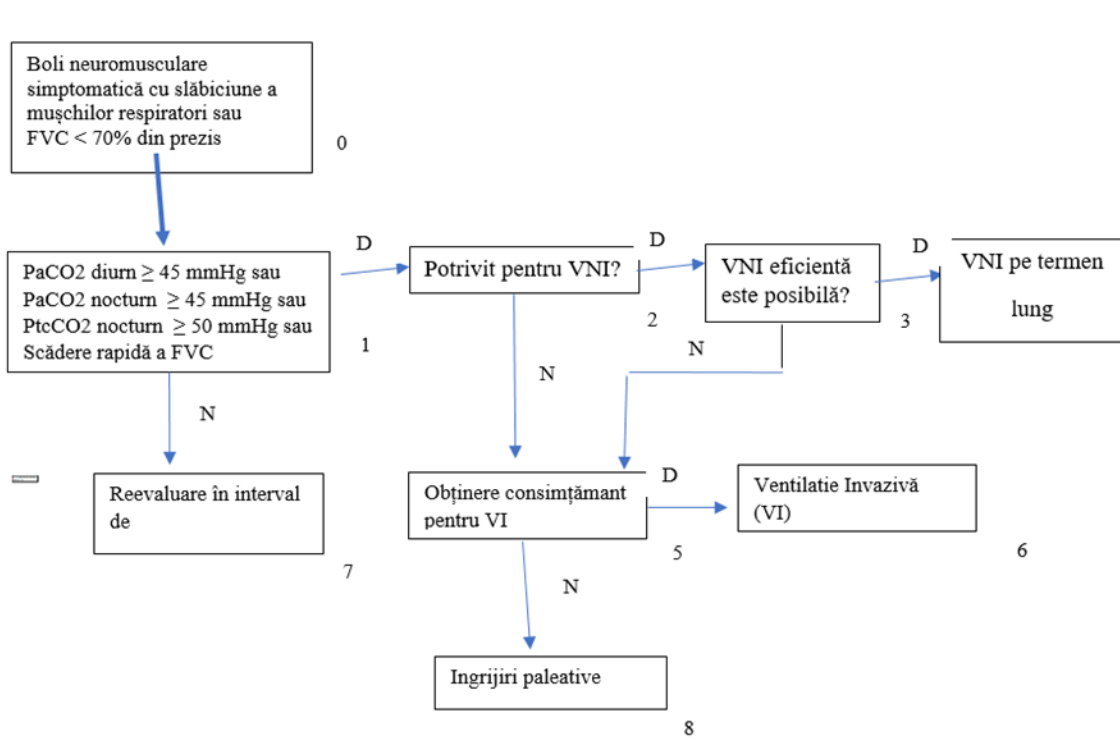 Boli neuromusculare
simptomatică cu slăbiciune a
mușchilor respiratori sau
FVC < 70% din prezis
0
PaCO2 diurn ≥ 45 mmHg sau
PaCO2 nocturn ≥ 45 mmHg sau
PtcCO2 nocturn ≥ 50 mmHg sau
Scădere rapidă a FVC
1
D
Potrivit pentru VNI?
2
D
VNI eficientă
este posibilă?
3
D
VNI pe termen
lung
N
N
N
Reevaluare în interval
de
7
Obținere consimțămant
pentru VI
5
D
Ventilatie Invazivă
(VI)
6
N
Ingrijiri paleative
8